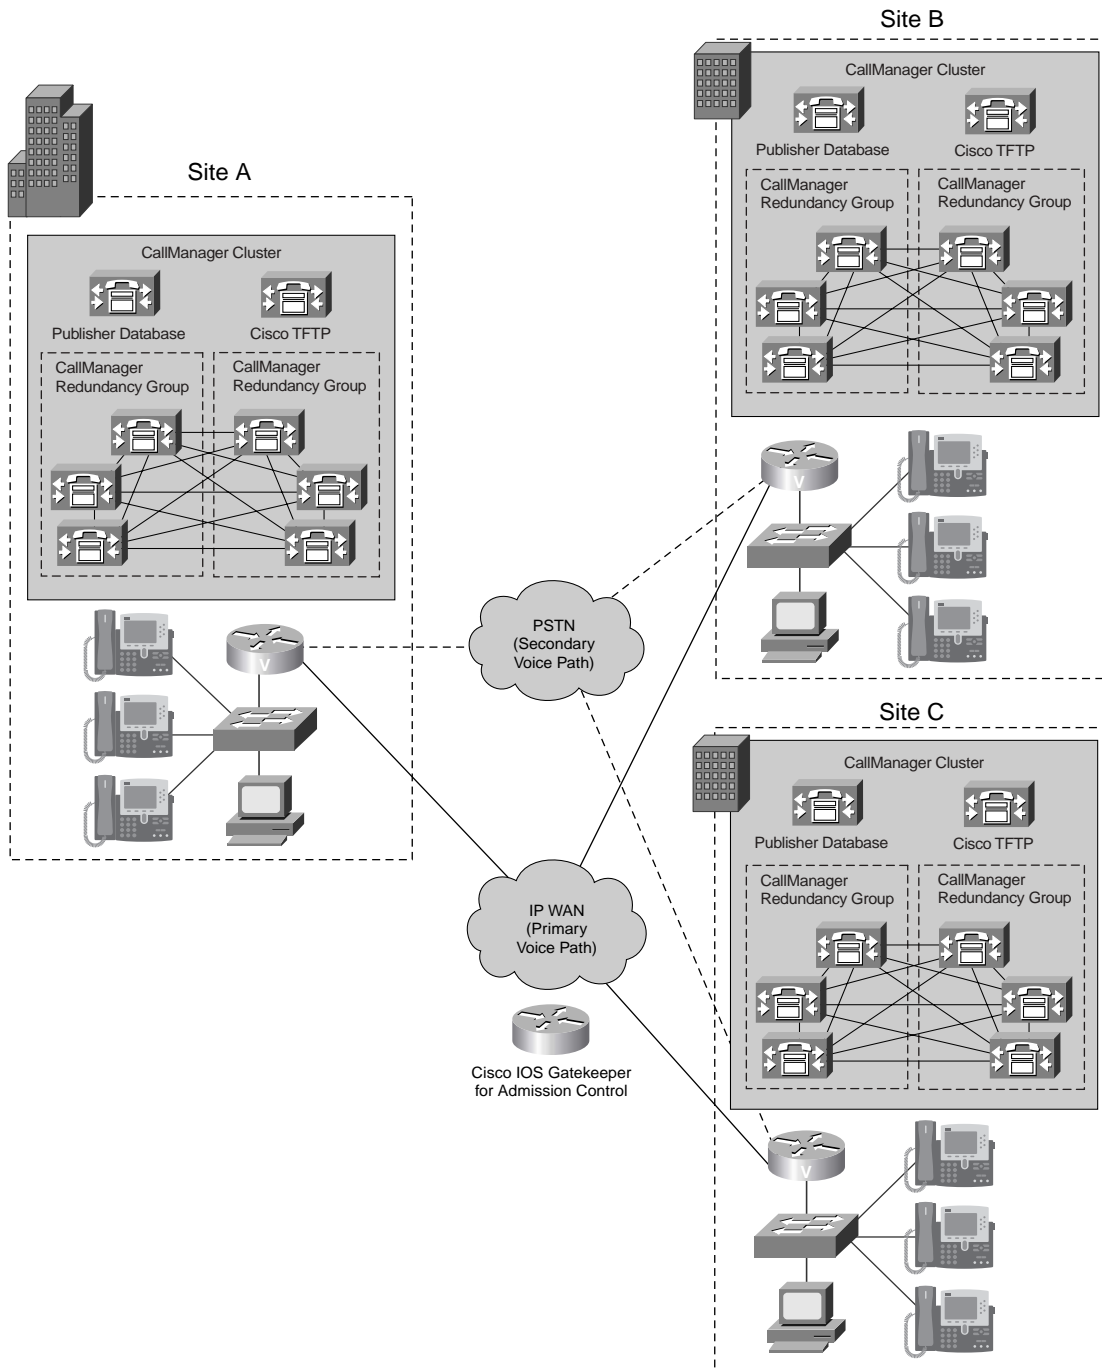 Site B
CallManager Cluster
Publisher Database
Cisco TFTP
CallManager
Redundancy Group
CallManager
Redundancy Group
V
Site A
CallManager Cluster
Publisher Database
Cisco TFTP
CallManager
Redundancy Group
CallManager
Redundancy Group
V
PSTN
(Secondary
Voice Path)
IP WAN
(Primary
Voice Path)
Cisco IOS Gatekeeper
for Admission Control
Site C
CallManager Cluster
Publisher Database
Cisco TFTP
CallManager
Redundancy Group
CallManager
Redundancy Group
V